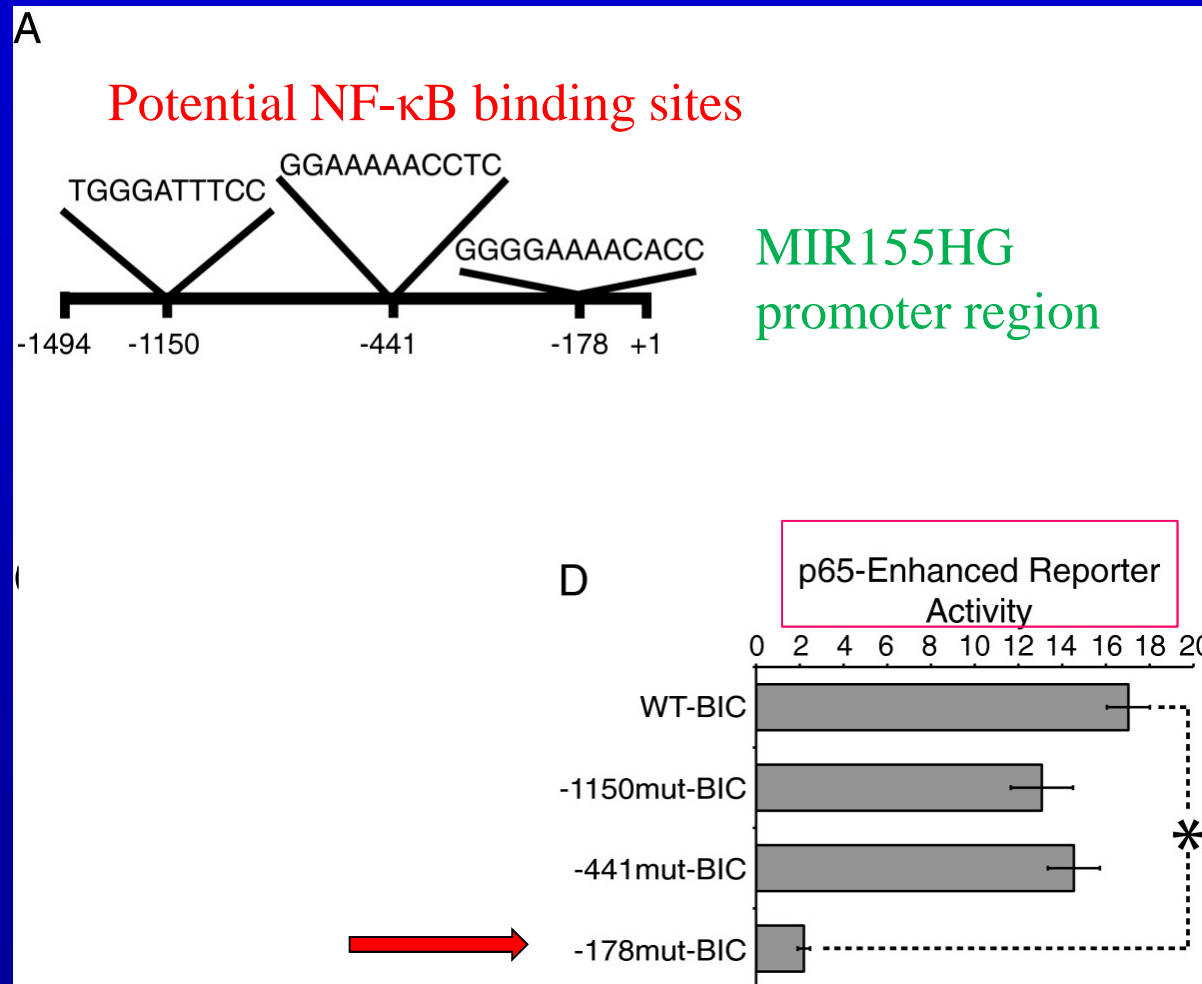 A
Potential NF-κB binding sites
GGAAAAACCTC
TGGGATTTCC
GGGGAAAACACC
MIR155HG
promoter region
-1494 -1150 -441 -178 +1
D
p65-Enhanced Reporter
Activity
0 2 4 6 8 10 12 14 16 18 20
WT-BIC
-1150mut-BIC
*
-441mut-BIC
-178mut-BIC